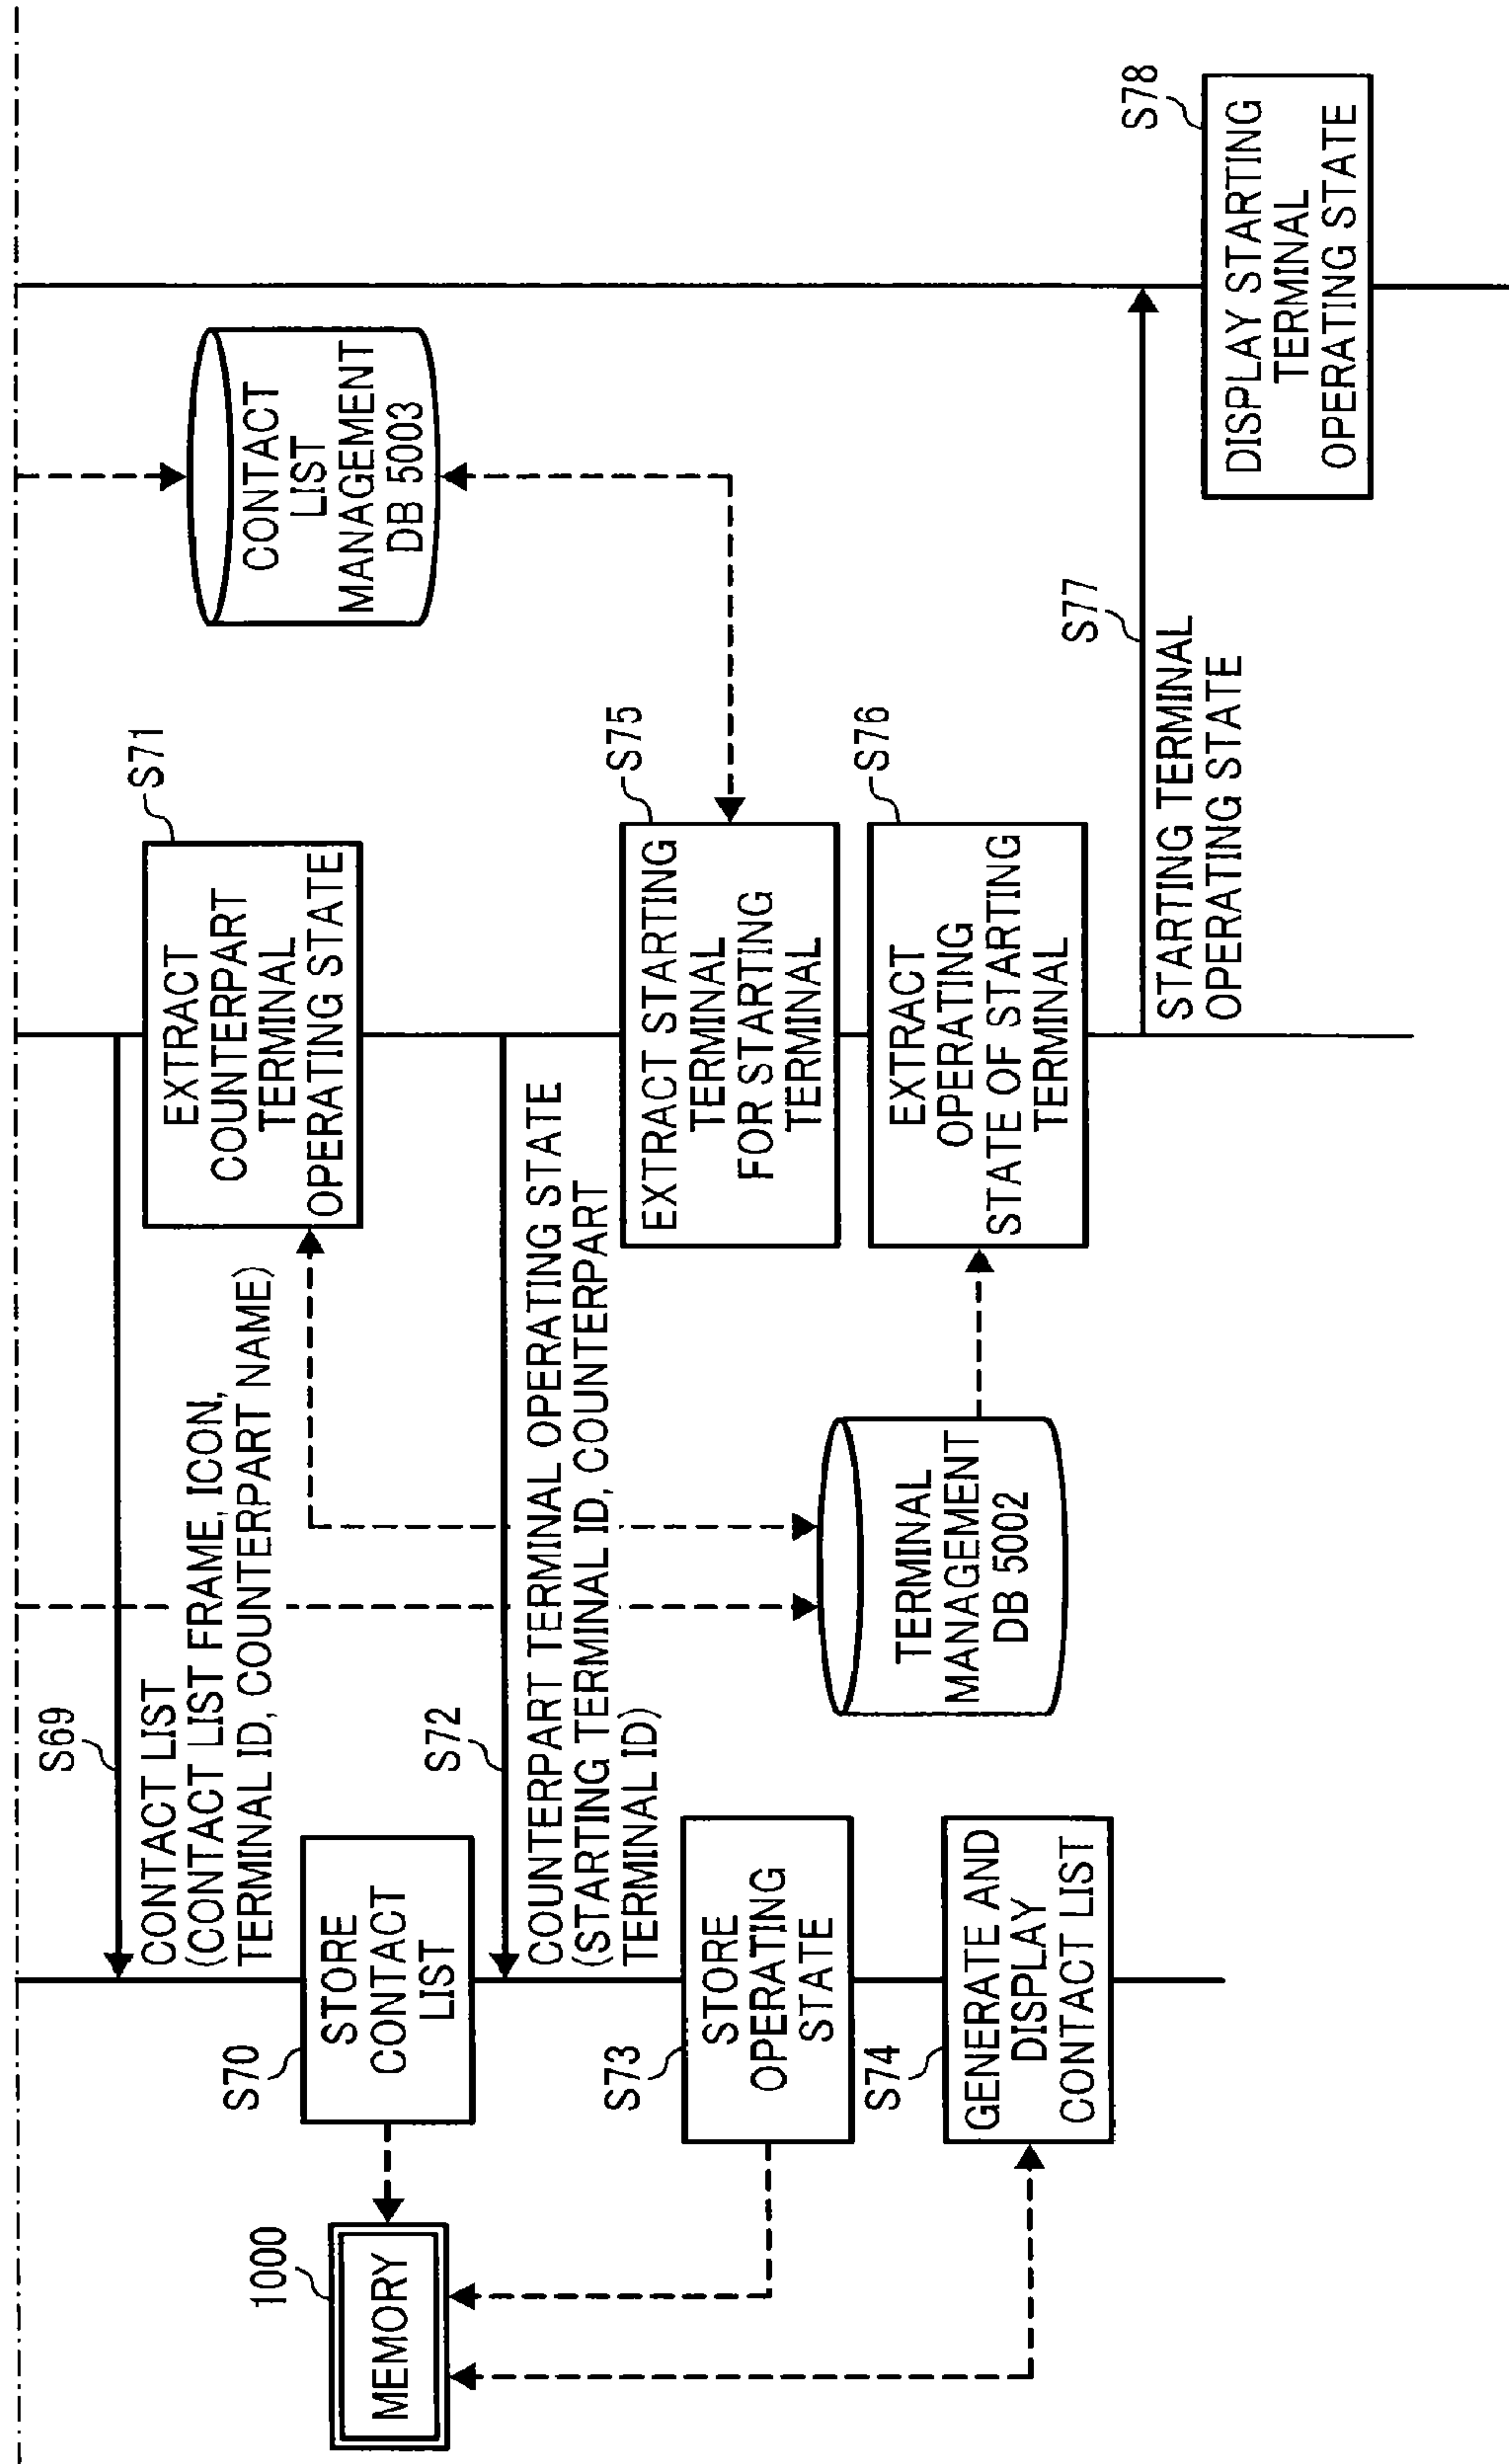 S69
CONTACT LIST
(CONTACT LIST FRAME, ICON,
TERMINAL ID, COUNTERPART NAME)
S70
STORE
CONTACT
LIST
1000
MEMORY
S71
EXTRACT
COUNTERPART
TERMINAL
OPERATING STATE
CONTACT
LIST
MANAGEMENT
DB 5003
S72
COUNTERPART TERMINAL OPERATING STATE
(STARTING TERMINAL ID, COUNTERPART
TERMINAL ID)
S73
STORE
OPERATING
STATE
S74
GENERATE AND
DISPLAY
CONTACT LIST
S75
EXTRACT STARTING
TERMINAL
FOR STARTING
TERMINAL
TERMINAL
MANAGEMENT
DB 5002
S76
EXTRACT
OPERATING
STATE OF STARTING
TERMINAL
S77
STARTING TERMINAL
OPERATING STATE
S78
DISPLAY STARTING
TERMINAL
OPERATING STATE